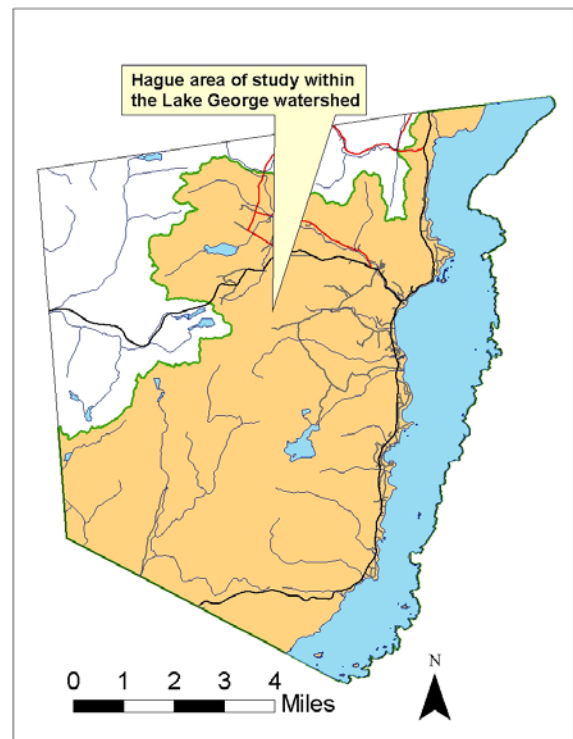 Hague area of study within
the Lake George watershed
N
0 1 2 3 4
Miles